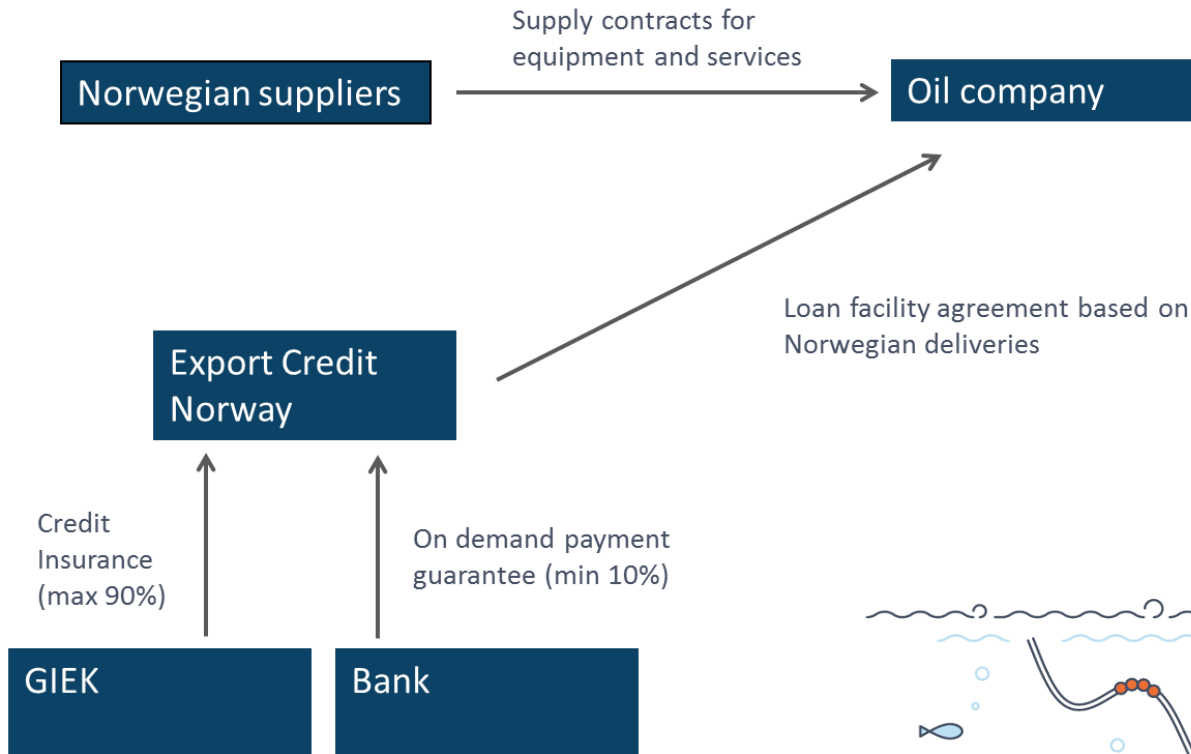 Supply contracts for
equipment and services
Norwegian suppliers
Oil company
Loan facility agreement based on
Norwegian deliveries
Export Credit
Norway
Credit
Insurance
(max 90%)
On demand payment
guarantee (min 10%)
GIEK
Bank